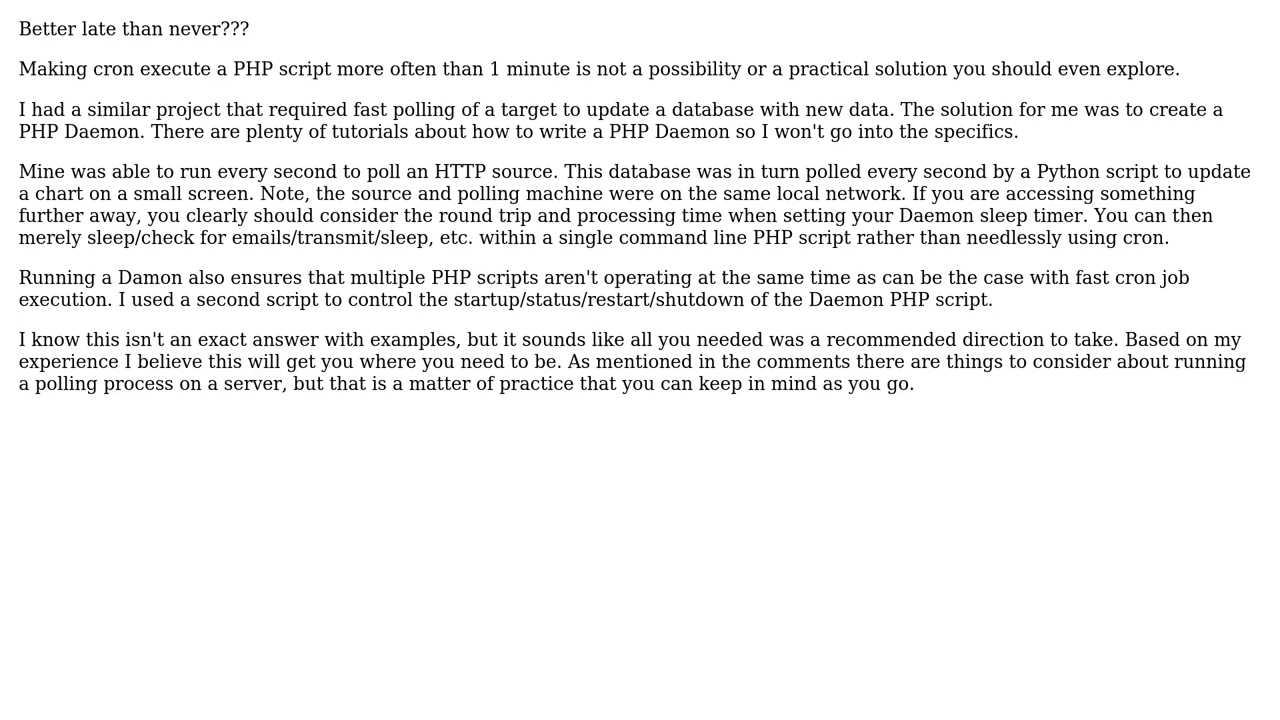 Better late than never???
Making cron execute a PHP script more often than 1 minute is not a possibility or a practical solution you should even explore.
I had a similar project that required fast polling of a target to update a database with new data. The solution for me was to create a
PHP Daemon. There are plenty of tutorials about how to write a PHP Daemon so I won't go into the specifics.
Mine was able to run every second to poll an HTTP source. This database was in turn polled every second by a Python script to update
a chart on a small screen. Note, the source and polling machine were on the same local network. If you are accessing something
further away, you clearly should consider the round trip and processing time when setting your Daemon sleep timer. You can then
merely sleep/check for emails/transmit/sleep, etc. within a single command line PHP script rather than needlessly using cron.
Running a Damon also ensures that multiple PHP scripts aren't operating at the same time as can be the case with fast cron job
execution. I used a second script to control the startup/status/restart/shutdown of the Daemon PHP script.
I know this isn't an exact answer with examples, but it sounds like all you needed was a recommended direction to take. Based on my
experience I believe this will get you where you need to be. As mentioned in the comments there are things to consider about running
a polling process on a server, but that is a matter of practice that you can keep in mind as you go.